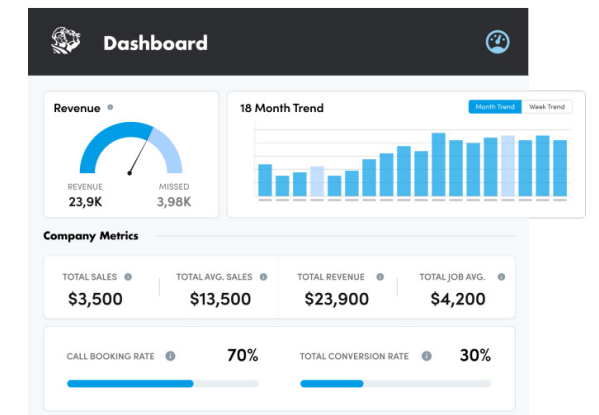 Dashboard
Revenue
REVENUE MISSED
23,9K 3,98K
18 Month Trend
Month Trend Week Trend
Company Metrics
TOTAL SALES TOTAL AVG. SALES TOTAL REVENUE TOTAL JOB AVG.
$3,500 $13,500 $23,900 $4,200
CALL BOOKING RATE 70% TOTAL CONVERSION RATE 30%